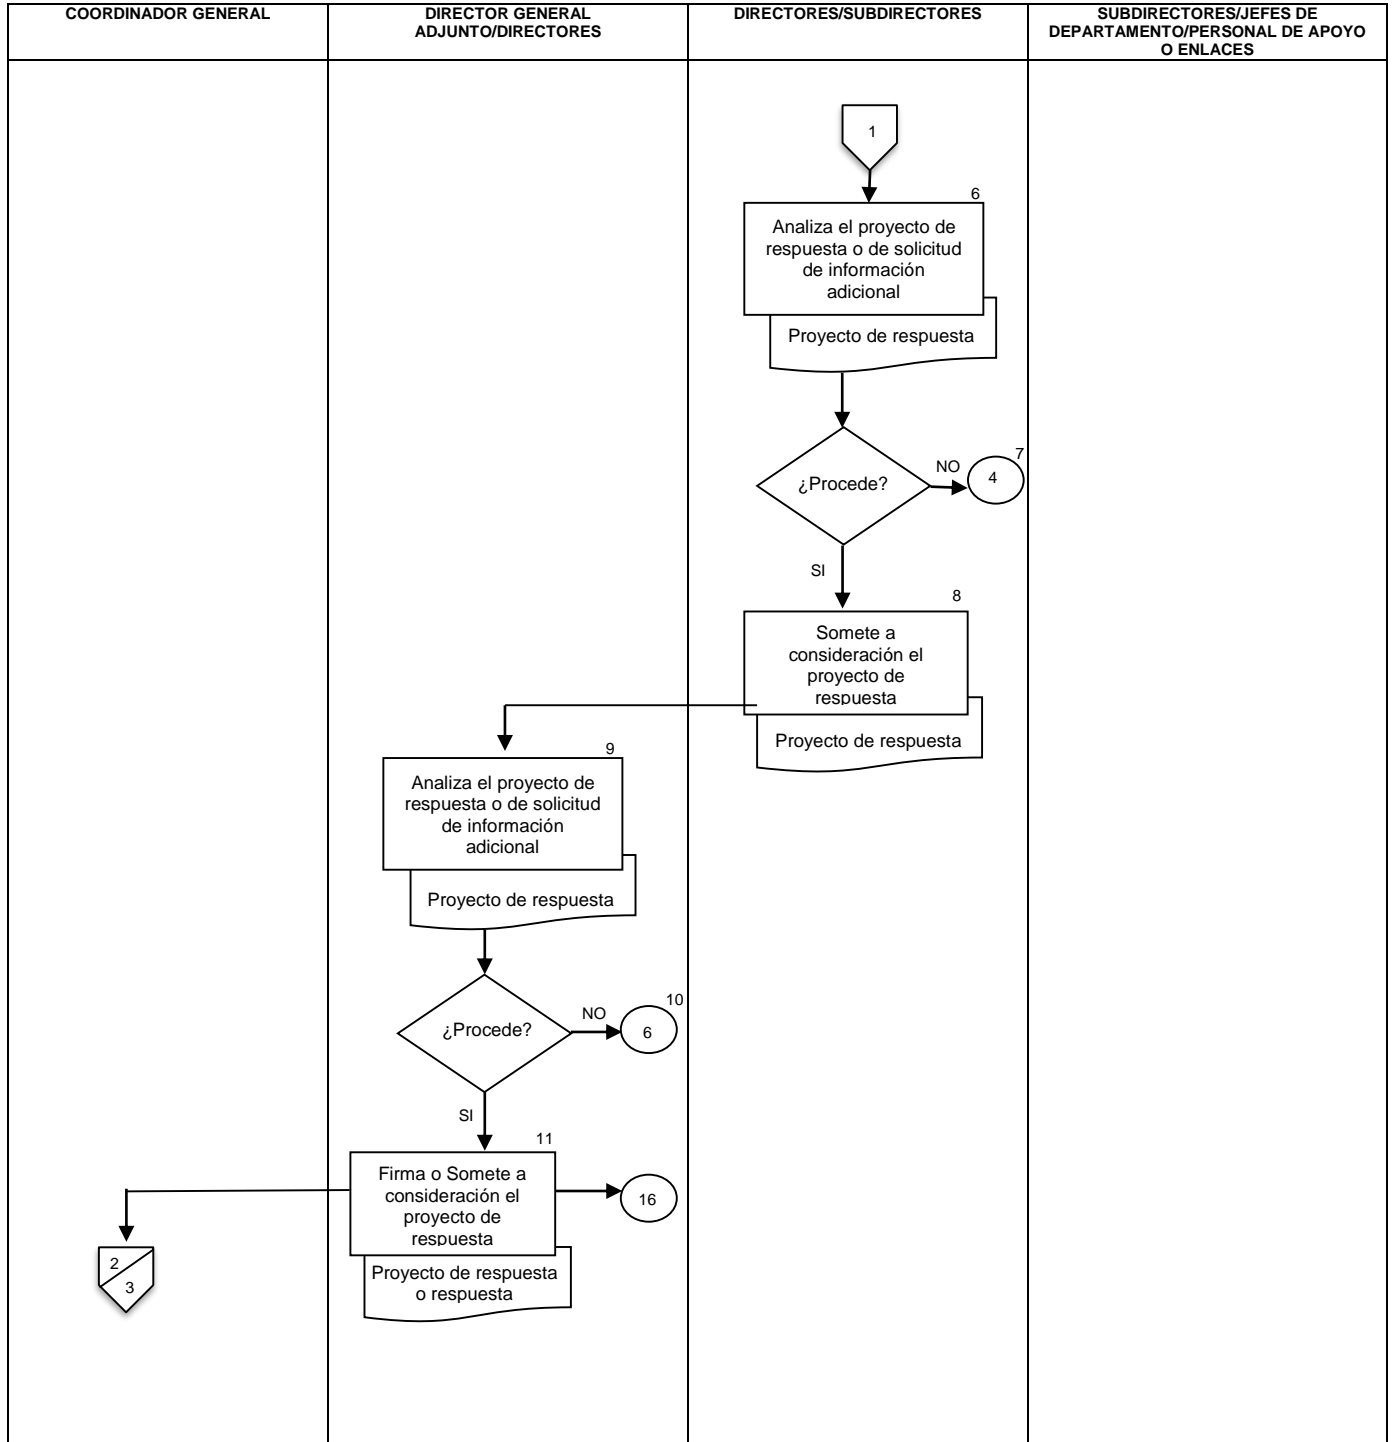 COORDINADOR GENERAL
DIRECTOR GENERAL
ADJUNTO/DIRECTORES
DIRECTORES/SUBDIRECTORES
SUBDIRECTORES/JEFES DE
DEPARTAMENTO/PERSONAL DE APOYO
O ENLACES
1
6
Analiza el proyecto de
respuesta o de solicitud
de información
adicional
Proyecto de respuesta
¿Procede?
NO
7
4
SI
8
Somete a
consideración el
proyecto de
respuesta
Proyecto de respuesta
9
Analiza el proyecto de
respuesta o de solicitud
de información
adicional
Proyecto de respuesta
¿Procede?
NO
10
6
SI
11
Firma o Somete a
consideración el
proyecto de
respuesta
16
Proyecto de respuesta
o respuesta
2
3